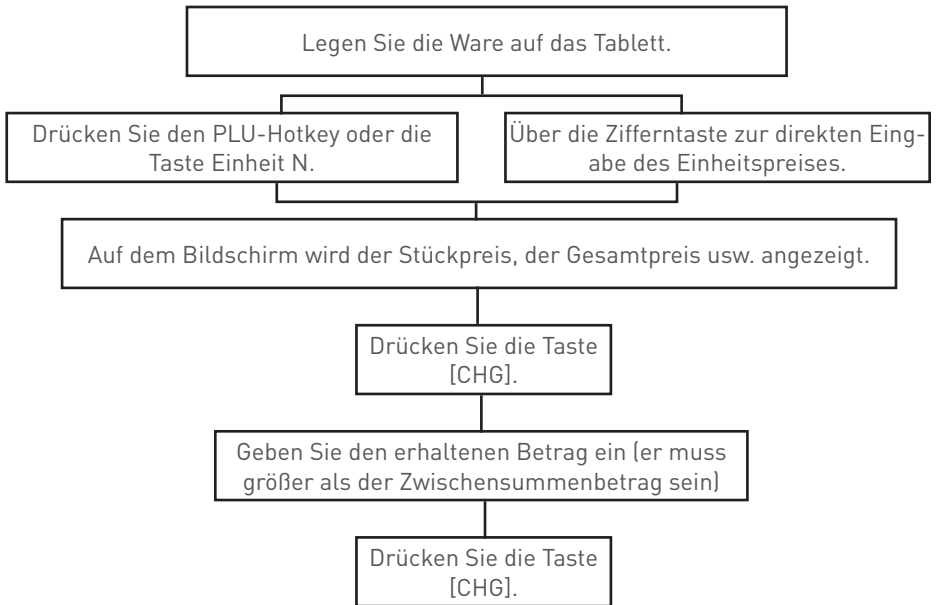 Legen Sie die Ware auf das Tablett.
Drücken Sie den PLU-Hotkey oder die
Taste Einheit N.
Über die Zifferntaste zur direkten Eing-
abe des Einheitspreises.
Auf dem Bildschirm wird der Stückpreis, der Gesamtpreis usw. angezeigt.
Drücken Sie die Taste
[CHG].
Geben Sie den erhaltenen Betrag ein (er muss
größer als der Zwischensummenbetrag sein)
Drücken Sie die Taste
[CHG].